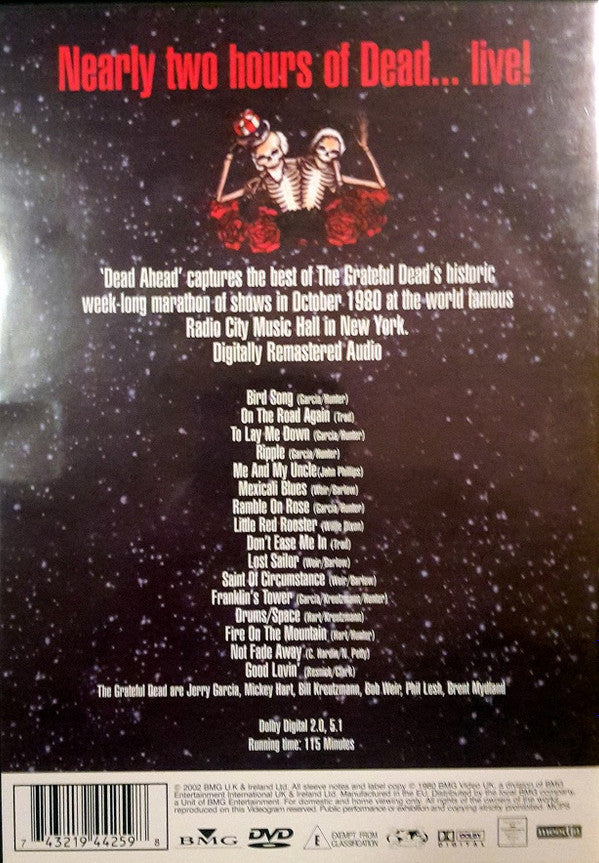 Nearly two hours of Dead... live!
'Dead Ahead' captures the best of The Grateful Dead's historic
week-long marathon of shows in October 1980 at the world famous
Radio City Music Hall in New York.
Digitally Remastered Audio
Bird Song (Garcia/Hunter)
On The Road Again (Trad)
To Lay Me Down (Garcia/Hunter)
Ripple (Garcia/Hunter)
Me And My Uncle (John Phillips)
Mexicali Blues (Weir/Barlow)
Ramble On Rose (Garcia/Hunter)
Little Red Rooster (Willie Dixon)
Don't Ease Me In (Trad)
Lost Sailor (Weir/Barlow)
Saint Of Circumstance (Weir/Barlow)
Franklin's Tower (Garcia/Kreutzmann/Hunter)
Drums/Space (Hart/Kreutzmann)
Fire On The Mountain (Hart/Hunter)
Not Fade Away (C. Hardin/N. Petty)
Good Lovin' (Resnick/Clark)
The Grateful Dead are Jerry Garcia, Mickey Hart, Bill Kreutzmann, Bob Weir, Phil Lesh, Brent Mydland
Dolby Digital 2.0, 5.1
Running time: 115 Minutes
© 2002 BMG U.K & Ireland Ltd. All sleeve notes and label copy © 1980 BMG Video UK, a division of BMG
Entertainment International UK & Ireland Ltd. Manufactured in the EU. Distributed by the local BMG company,
a Unit of BMG Entertainment. For domestic and home viewing only. All rights of the owners of the works
reproduced on this Videogram reserved. Public performance or exhibition and copying strictly prohibited. MCPS
7 43219 44259 8
BMG
DVD
VIDEO
E
EXEMPT FROM
CLASSIFICATION
DOLBY
DIGITAL